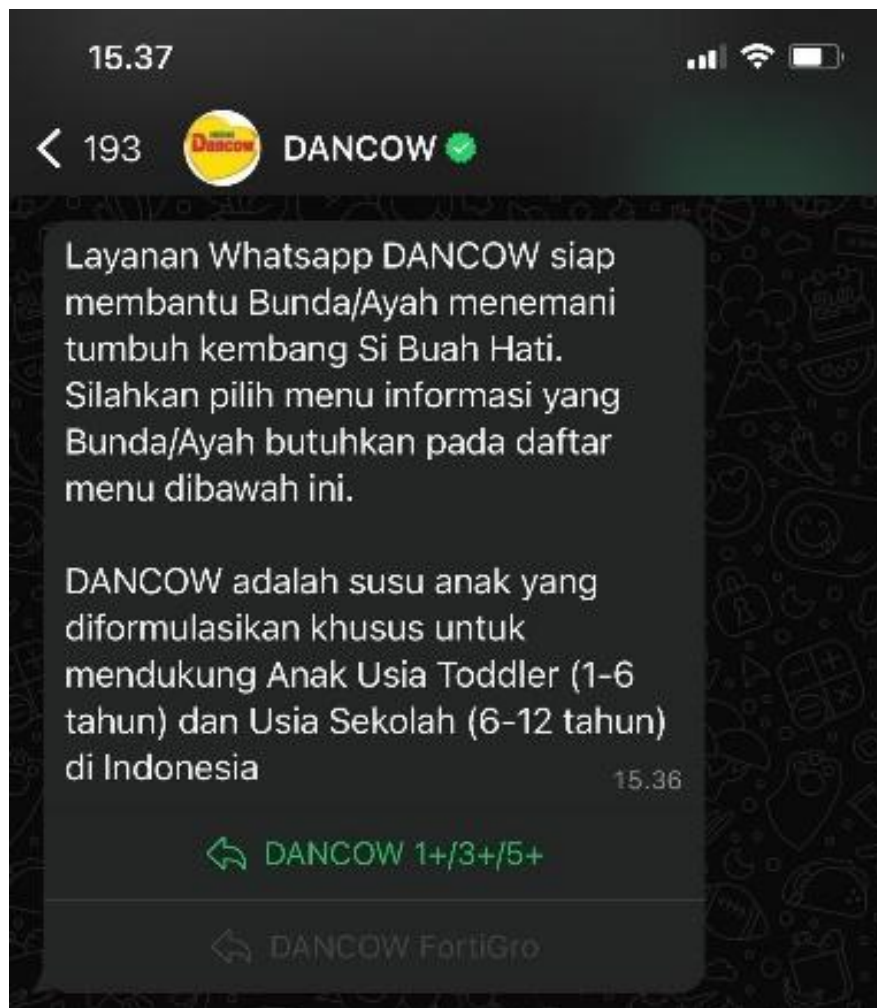 15.37
193
DANCOW
DANCOW
Layanan Whatsapp DANCOW siap
membantu Bunda/Ayah menemani
tumbuh kembang Si Buah Hati.
Silahkan pilih menu informasi yang
Bunda/Ayah butuhkan pada daftar
menu dibawah ini.
DANCOW adalah susu anak yang
diformulasikan khusus untuk
mendukung Anak Usia Toddler (1-6
tahun) dan Usia Sekolah (6-12 tahun)
di Indonesia
15.36
DANCOW 1+/3+/5+
DANCOW FortiGro